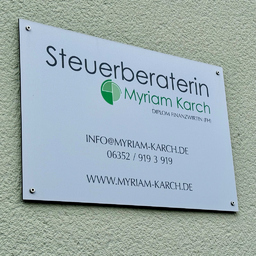 Steuerberaterin
Myriam Karch
DIPLOM FINANZWIRTIN (FH)
INFO@MYRIAM-KARCH.DE
06352 / 919 3 919
WWW.MYRIAM-KARCH.DE